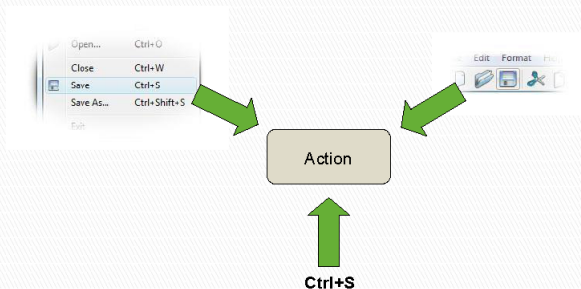 Open... Ctrl+O
Close Ctrl+W
Save Ctrl+S
Save As... Ctrl+Shift+S
Exit
Edit Format
Action
Ctrl+S